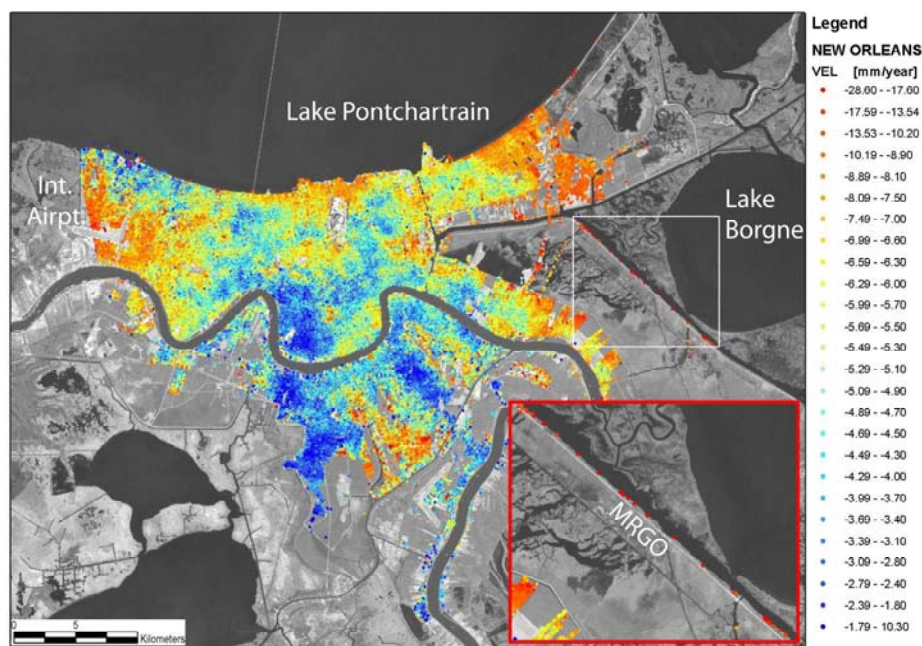 Lake Pontchartrain
Int.
Airpt.
Lake
Borgne
MRGO
0
5
Kilometers
Legend
NEW ORLEANS
VEL [mm/year]
-28.60 - -17.60
-17.59 - -13.54
-13.53 - -10.20
-10.19 - -8.90
-8.89 - -8.10
-8.09 - -7.50
-7.49 - -7.00
-6.99 - -6.60
-6.59 - -6.30
-6.29 - -6.00
-5.99 - -5.70
-5.69 - -5.50
-5.49 - -5.30
-5.29 - -5.10
-5.09 - -4.90
-4.89 - -4.70
-4.69 - -4.50
-4.49 - -4.30
-4.29 - -4.00
-3.99 - -3.70
-3.69 - -3.40
-3.39 - -3.10
-3.09 - -2.80
-2.79 - -2.40
-2.39 - -1.80
-1.79 - 10.30